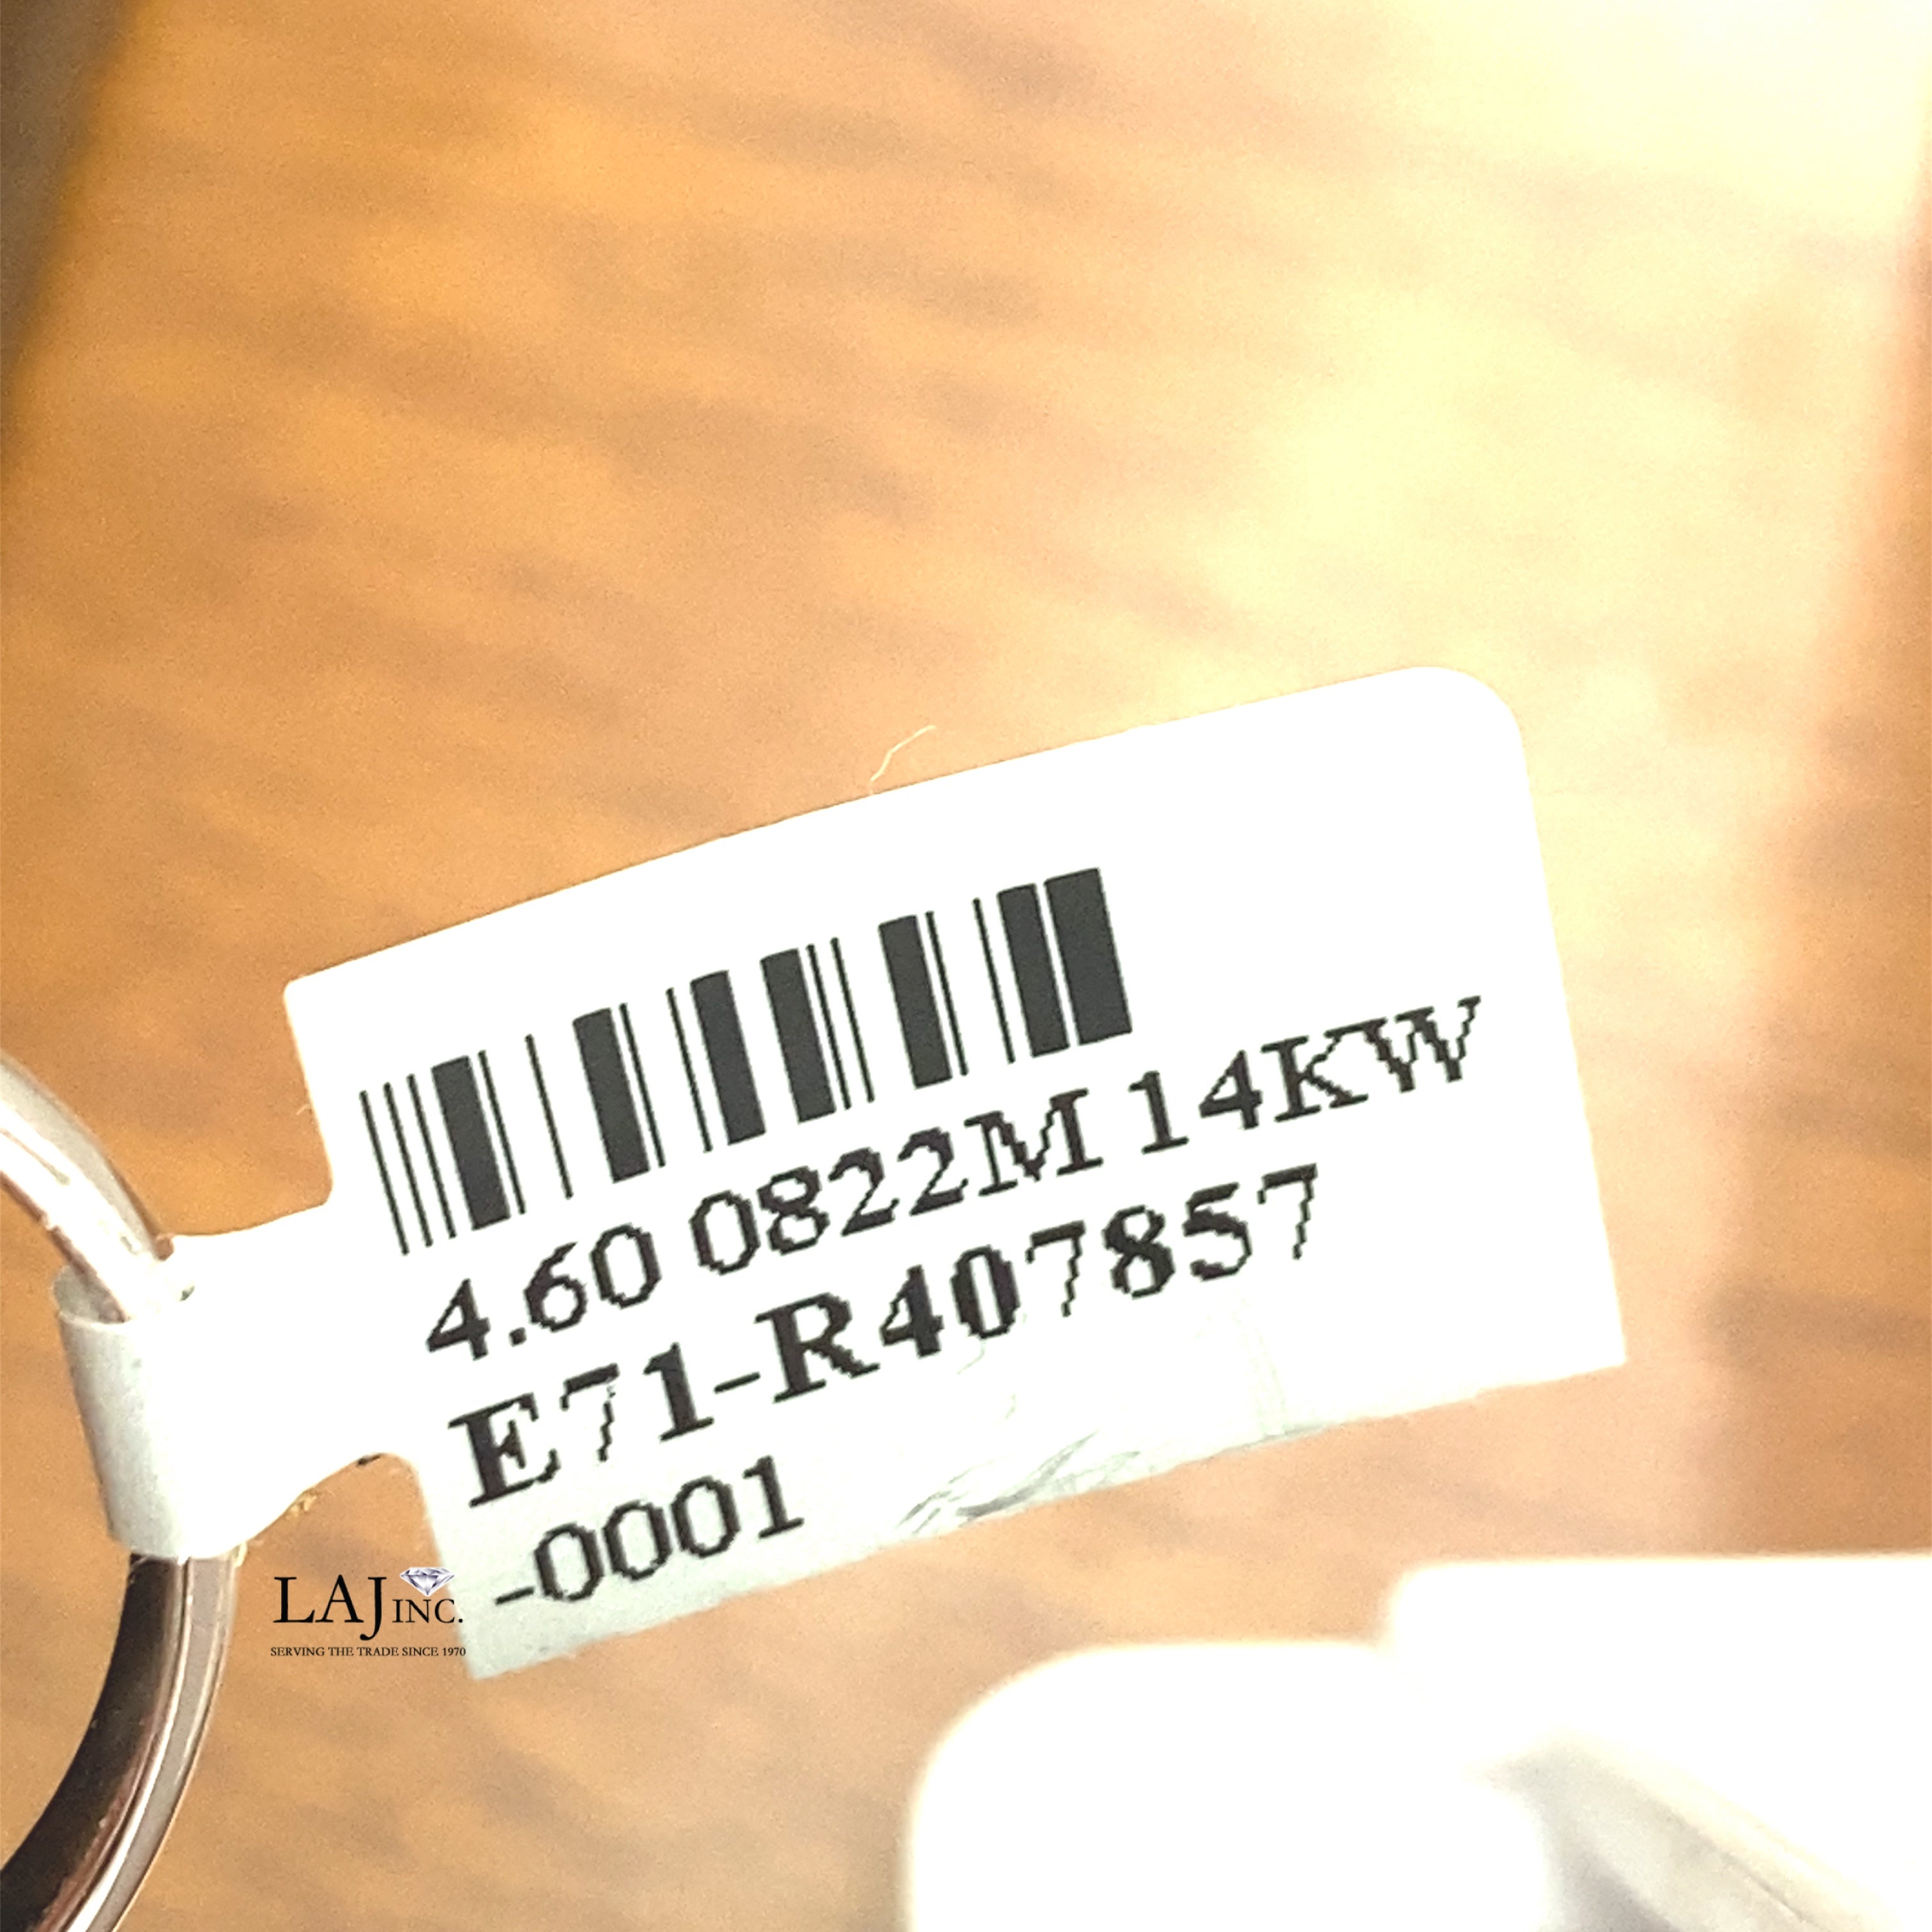 4.60 0822M 14KW
E71-R407857
-0001
LAJ INC.
SERVING THE TRADE SINCE 1970